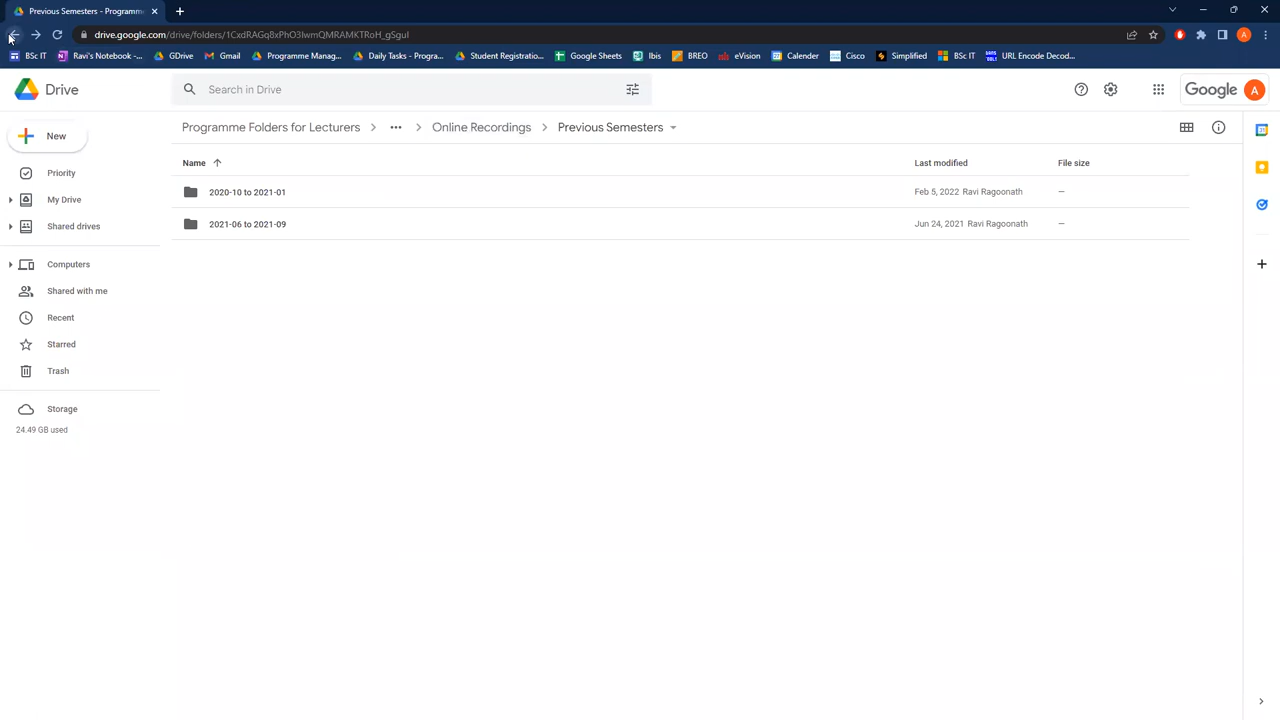 Previous Semesters - Programm
drive.google.com/drive/folders/1CxdRAGq8xPhO3IwmQMRAMKTRoH_gSguI
BSc IT
Ravi's Notebook -...
GDrive
Gmail
Programme Manag...
Daily Tasks - Progra...
Student Registratio...
Google Sheets
Ibis
BREO
eVision
Calender
Cisco
Simplified
BSc IT
URL Encode Decod...
A
Drive
Search in Drive
Google
A
New
Programme Folders for Lecturers > ... > Online Recordings > Previous Semesters
Name
Last modified
File size
2020-10 to 2021-01
Feb 5, 2022 Ravi Ragoonath
—
2021-06 to 2021-09
Jun 24, 2021 Ravi Ragoonath
—
Priority
My Drive
Shared drives
Computers
Shared with me
Recent
Starred
Trash
Storage
24.49 GB used